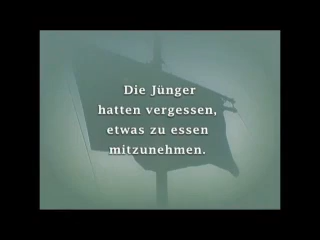 Die Jünger
hatten vergessen,
etwas zu essen
mitzunehmen.